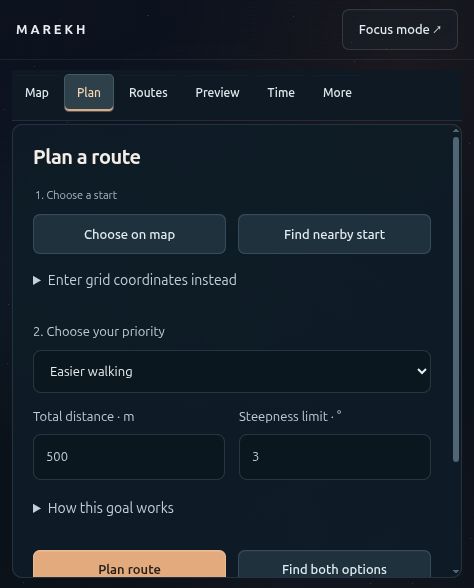 MAREKH
Focus mode ↗
Map Plan Routes Preview Time More
Plan a route
1. Choose a start
Choose on map Find nearby start
▶ Enter grid coordinates instead
2. Choose your priority
Easier walking
Total distance · m Steepness limit · °
500 3
▶ How this goal works
Plan route Find both options